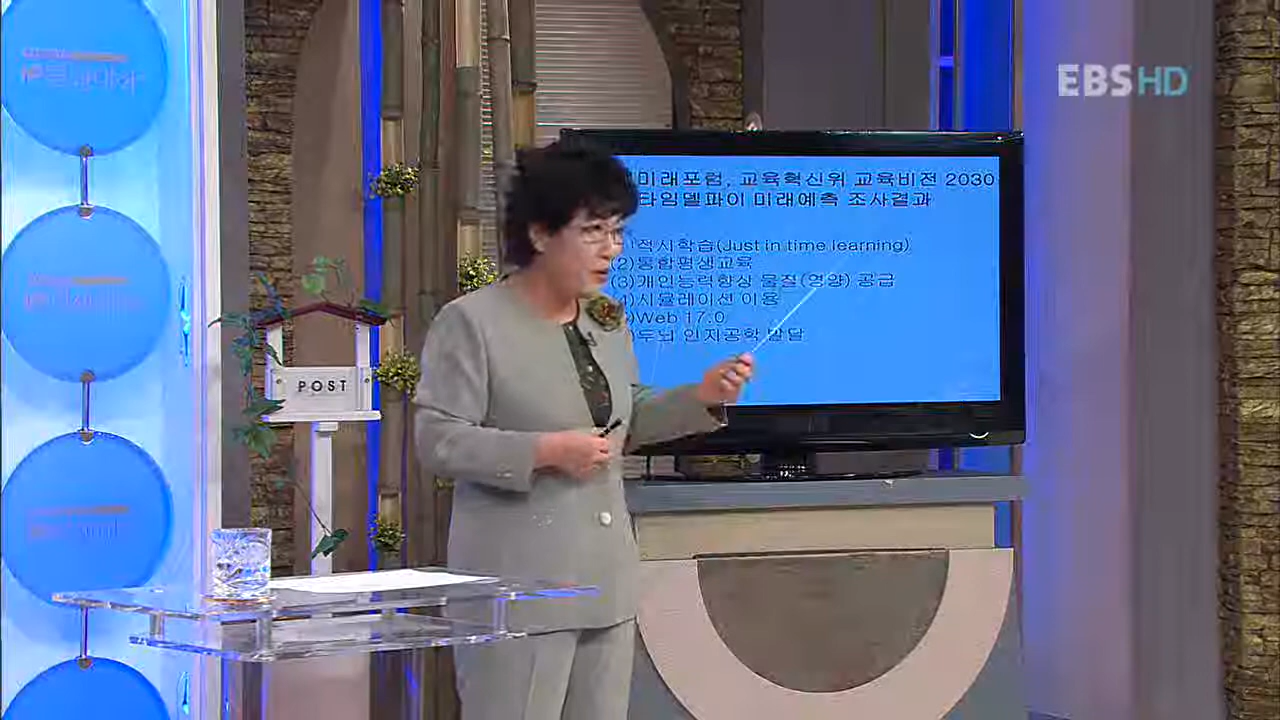 EBS HD
미래포럼, 교육혁신위 교육비전 2030
타임델파이 미래예측 조사결과
적시학습(Just in time learning)
(2)통합평생교육
(3)개인능력향상 물질(영양) 공급
(4)시뮬레이션 이용
Web 17.0
두뇌 인지공학 발달
POST